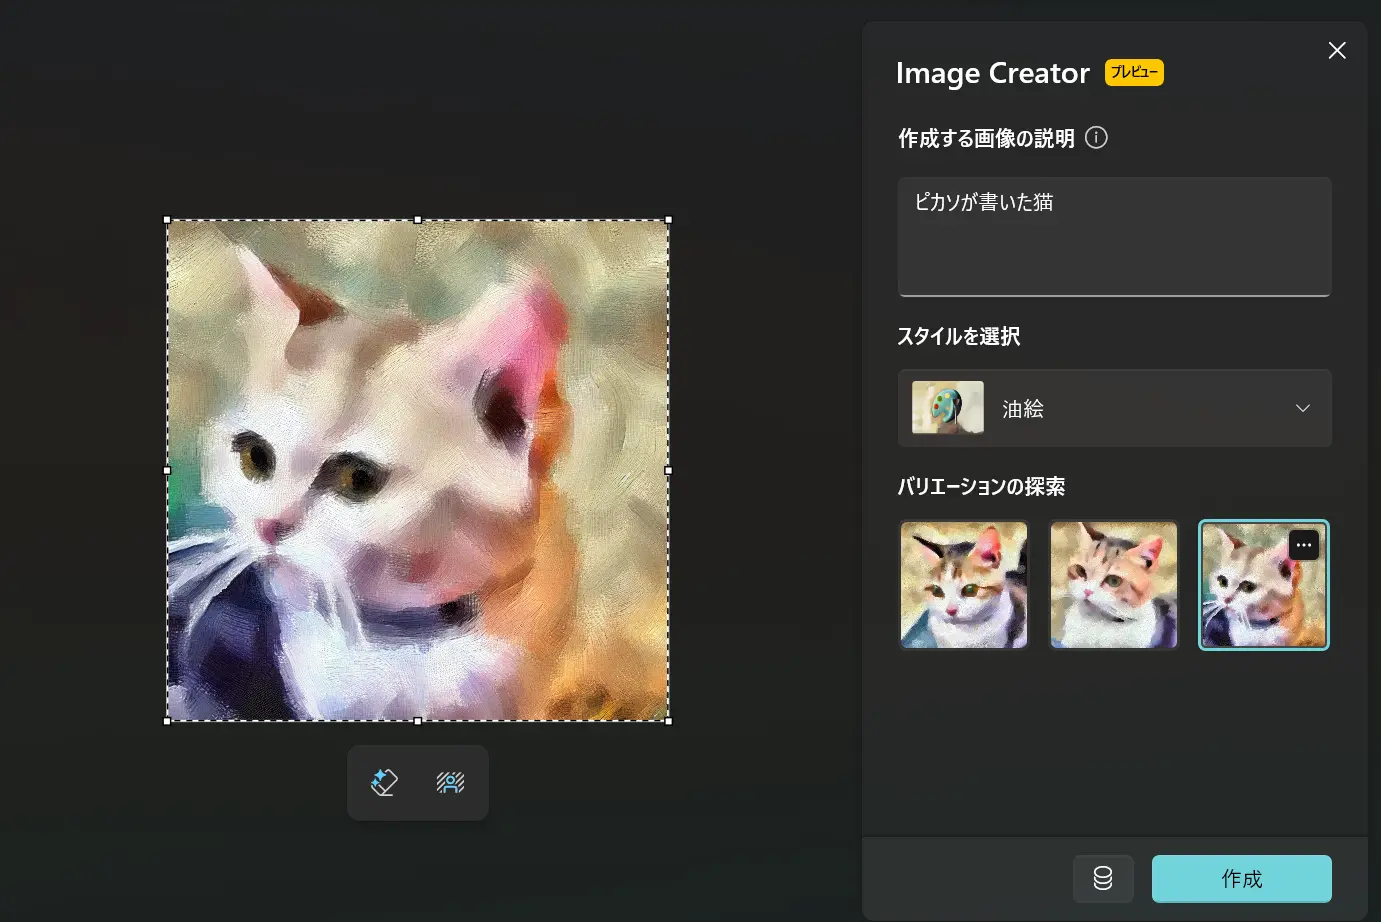 Image Creator プレビュー
作成する画像の説明
ピカソが書いた猫
スタイルを選択
油絵
バリエーションの探索
作成